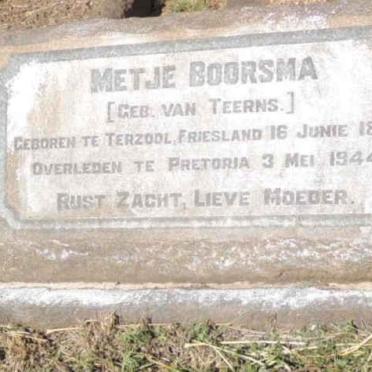 METJE BOORSMA
[GEB. VAN TEERNS.]
GEBOREN TE TERZOOL, FRIESLAND 16 JUNIE 18
OVERLEDEN TE PRETORIA 3 MEI 1944
RUST ZACHT, LIEVE MOEDER.